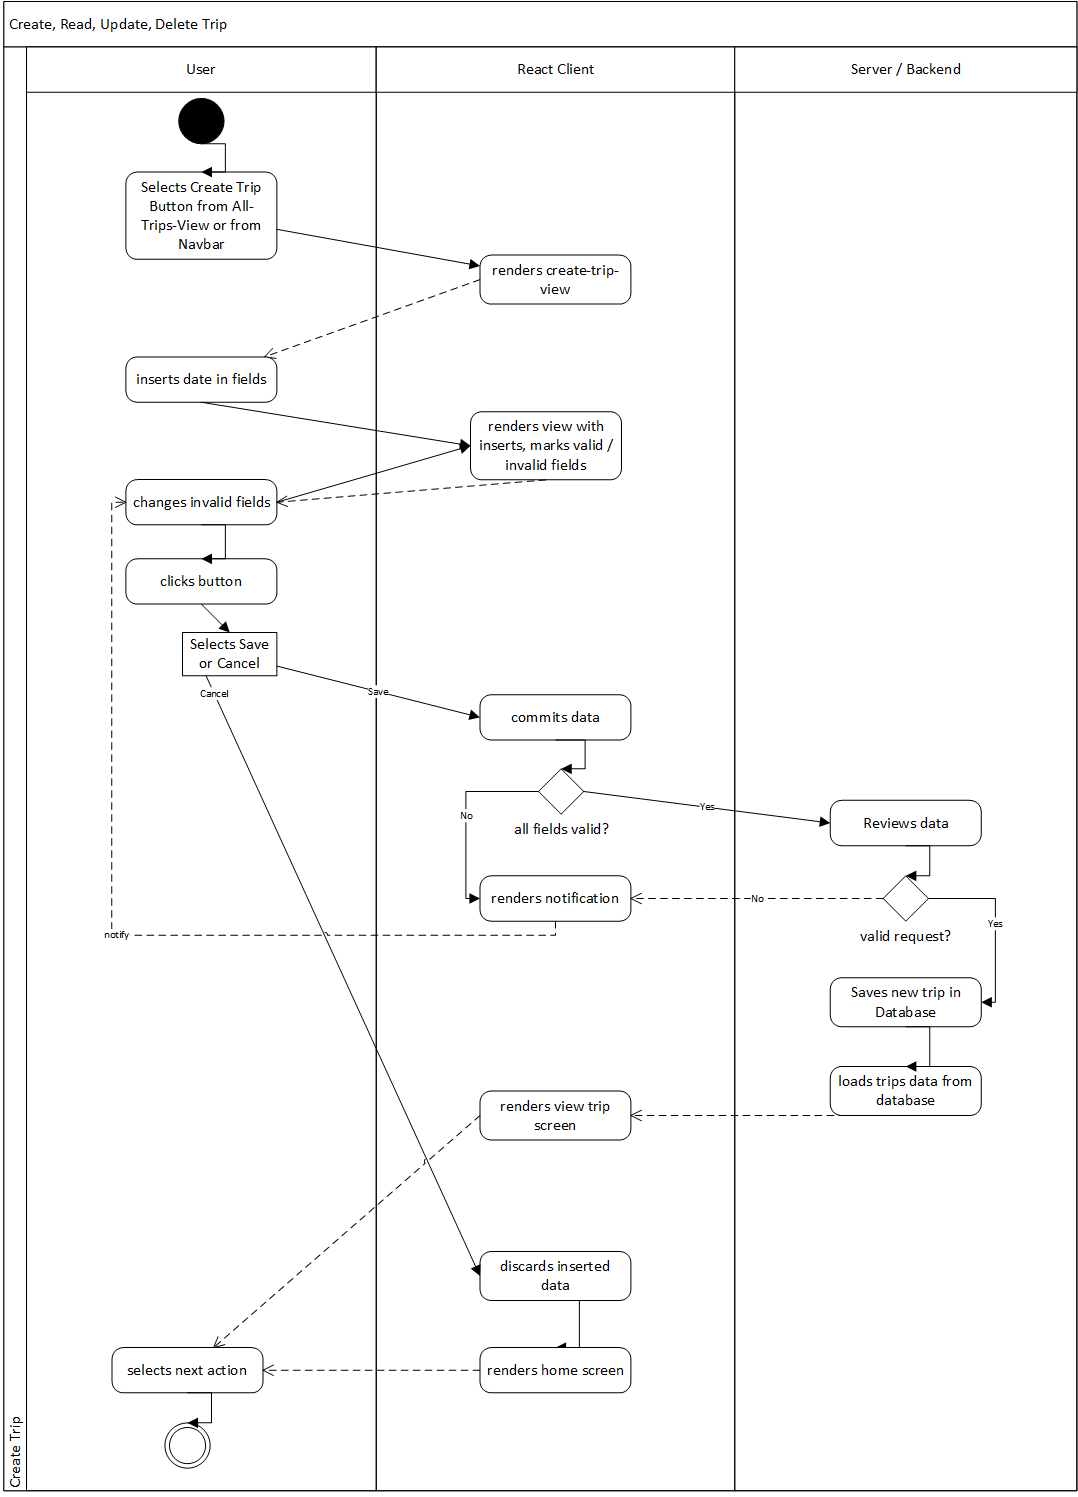 Create, Read, Update, Delete Trip
User
React Client
Server / Backend
Selects Create Trip
Button from All-
Trips-View or from
Navbar
renders create-trip-
view
inserts date in fields
renders view with
inserts, marks valid /
invalid fields
changes invalid fields
clicks button
Selects Save
or Cancel
Cancel
Save
commits data
all fields valid?
No
Yes
Reviews data
renders notification
No
valid request?
Yes
notify
Saves new trip in
Database
loads trips data from
database
renders view trip
screen
discards inserted
data
renders home screen
selects next action
Create Trip